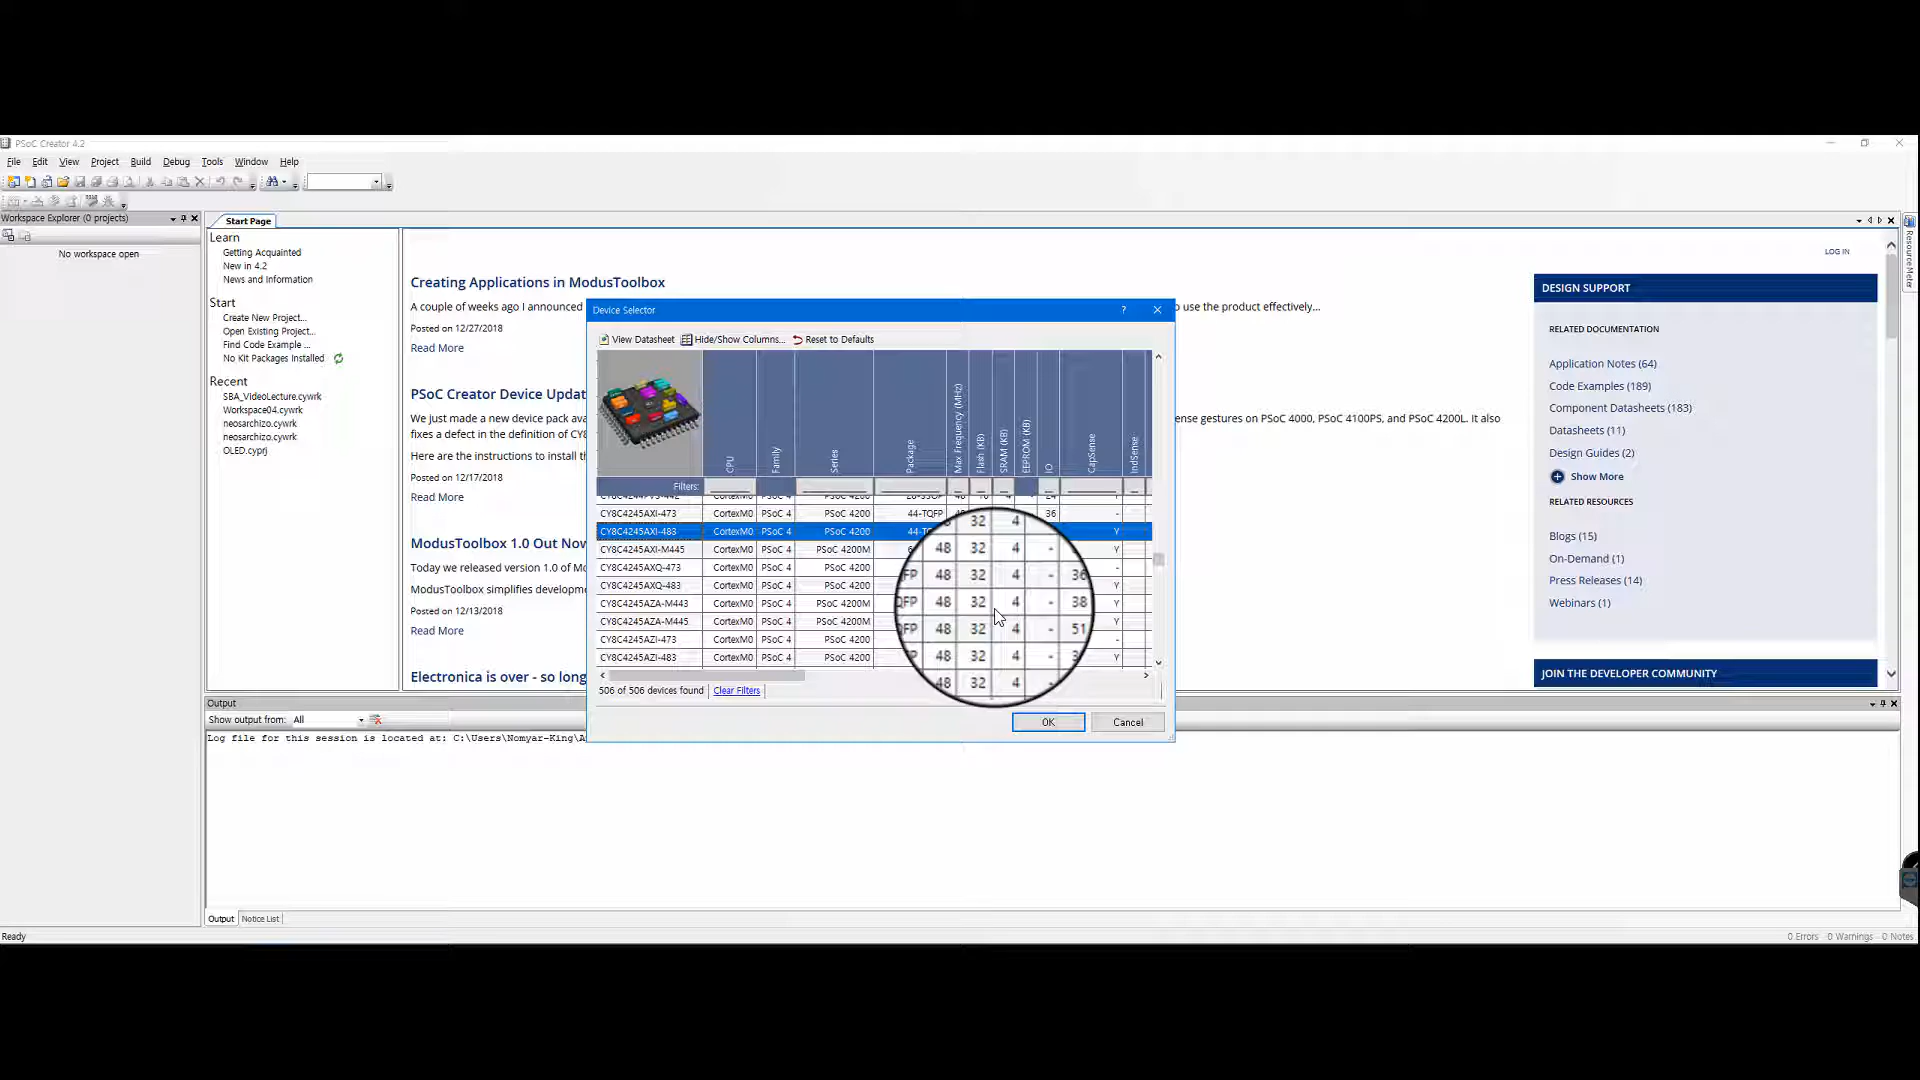 PSoC Creator 4.2
File Edit View Project Build Debug Tools Window Help
Workspace Explorer (0 projects)
No workspace open
Start Page
Learn
Getting Acquainted
New in 4.2
News and Information
Start
Create New Project...
Open Existing Project...
Find Code Example ...
No Kit Packages Installed
Recent
SBA_VideoLecture.cywrk
Workspace04.cywrk
neosarchizo.cywrk
neosarchizo.cywrk
OLED.cyprj
LOG IN
Creating Applications in ModusToolbox
A couple of weeks ago I announced
use the product effectively...
Posted on 12/27/2018
Read More
PSoC Creator Device Updat
We just made a new device pack ava
ense gestures on PSoC 4000, PSoC 4100PS, and PSoC 4200L. It also
fixes a defect in the definition of CY
Here are the instructions to install th
Posted on 12/17/2018
Read More
ModusToolbox 1.0 Out Now
Today we released version 1.0 of Mo
ModusToolbox simplifies developme
Posted on 12/13/2018
Read More
Electronica is over - so long
Device Selector
View Datasheet Hide/Show Columns... Reset to Defaults
CPU Family Series Package Max Frequency (MHz) Flash (KB) SRAM (KB) EEPROM (KB) IO CapSense IndSense
Filters:
CY8C4245AXI-473 CortexM0 PSoC 4 PSoC 4200 44-TQFP 36 -
CY8C4245AXI-483 CortexM0 PSoC 4 PSoC 4200 Y
CY8C4245AXI-M445 CortexM0 PSoC 4 PSoC 4200M Y
CY8C4245AXQ-473 CortexM0 PSoC 4 PSoC 4200 -
CY8C4245AXQ-483 CortexM0 PSoC 4 PSoC 4200 Y
CY8C4245AZA-M443 CortexM0 PSoC 4 PSoC 4200M Y
CY8C4245AZA-M445 CortexM0 PSoC 4 PSoC 4200M Y
CY8C4245AZI-473 CortexM0 PSoC 4 PSoC 4200 -
CY8C4245AZI-483 CortexM0 PSoC 4 PSoC 4200 Y
32 4
48 32 4 -
FP 48 32 4 - 36
QFP 48 32 4 - 38
QFP 48 32 4 - 51
48 32 4 -
48 32 4
506 of 506 devices found Clear Filters
OK Cancel
DESIGN SUPPORT
RELATED DOCUMENTATION
Application Notes (64)
Code Examples (189)
Component Datasheets (183)
Datasheets (11)
Design Guides (2)
Show More
RELATED RESOURCES
Blogs (15)
On-Demand (1)
Press Releases (14)
Webinars (1)
JOIN THE DEVELOPER COMMUNITY
Resource Meter
Output
Show output from: All
Log file for this session is located at: C:\Users\Nomyar-King\A
Output Notice List
Ready
0 Errors 0 Warnings 0 Notes